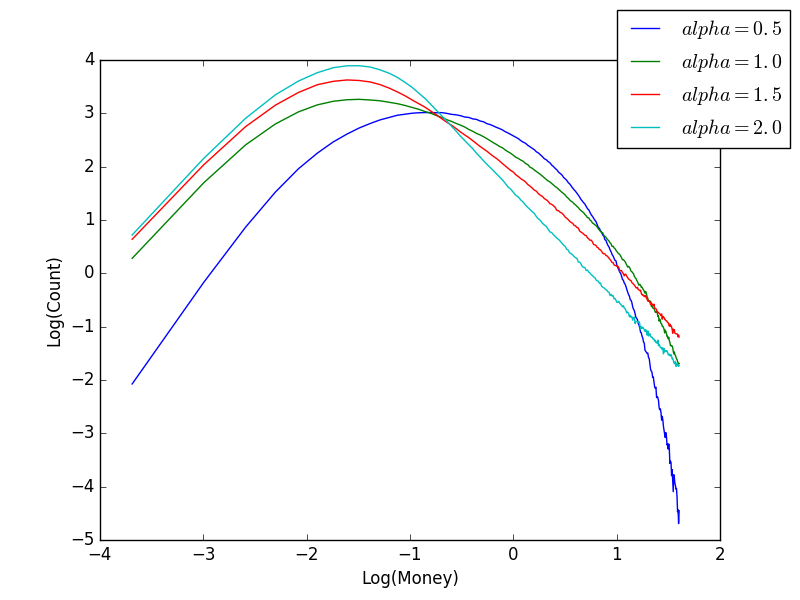 alpha = 0.5
alpha = 1.0
alpha = 1.5
alpha = 2.0
4
3
2
1
0
−1
−2
−3
−4
−5
Log(Count)
−4 −3 −2 −1 0 1 2
Log(Money)